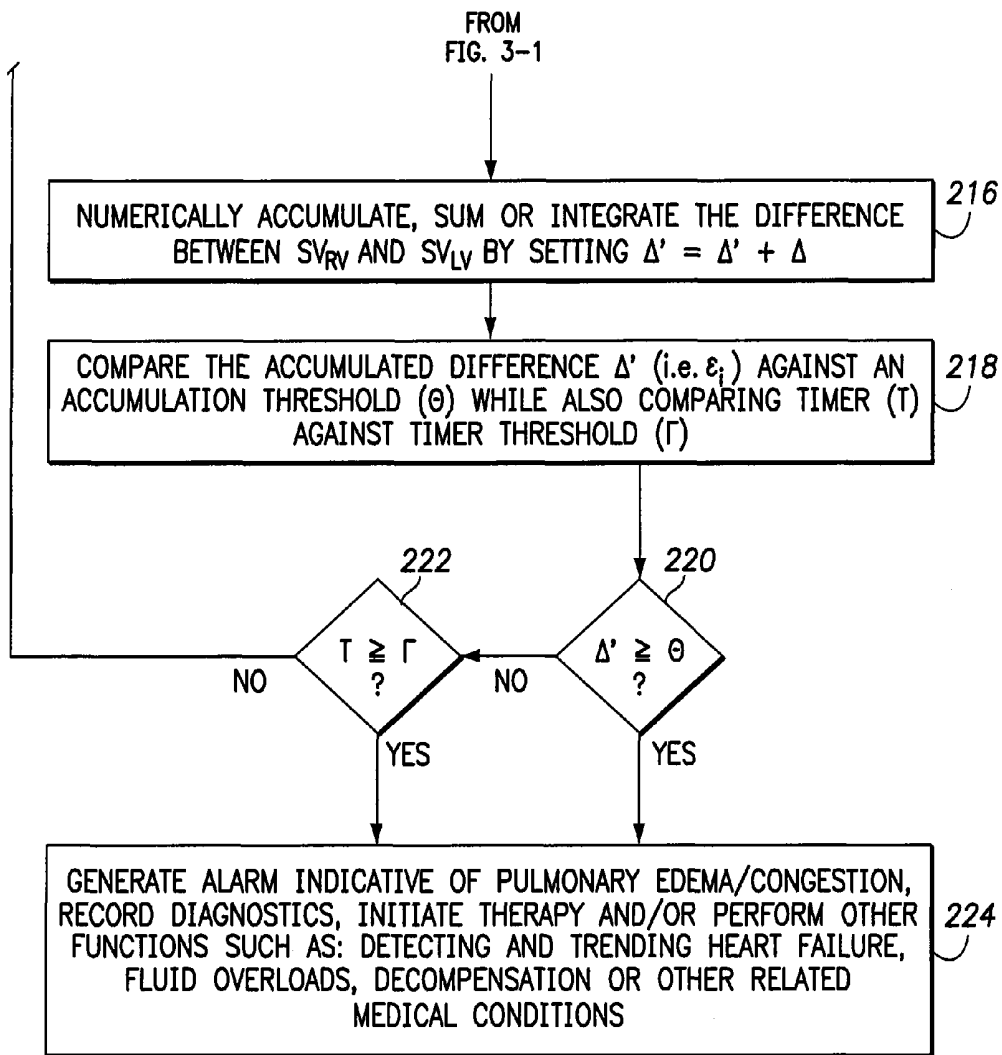 FROM
FIG. 3-1
216
NUMERICALLY ACCUMULATE, SUM OR INTEGRATE THE DIFFERENCE
BETWEEN SV_RV AND SV_LV BY SETTING Δ' = Δ' + Δ
218
COMPARE THE ACCUMULATED DIFFERENCE Δ' (i.e. ε_i) AGAINST AN
ACCUMULATION THRESHOLD (Θ) WHILE ALSO COMPARING TIMER (T)
AGAINST TIMER THRESHOLD (Γ)
222
220
T ≧ Γ
?
Δ' ≧ Θ
?
NO
NO
YES
YES
GENERATE ALARM INDICATIVE OF PULMONARY EDEMA/CONGESTION,
RECORD DIAGNOSTICS, INITIATE THERAPY AND/OR PERFORM OTHER
FUNCTIONS SUCH AS: DETECTING AND TRENDING HEART FAILURE,
FLUID OVERLOADS, DECOMPENSATION OR OTHER RELATED
MEDICAL CONDITIONS
224